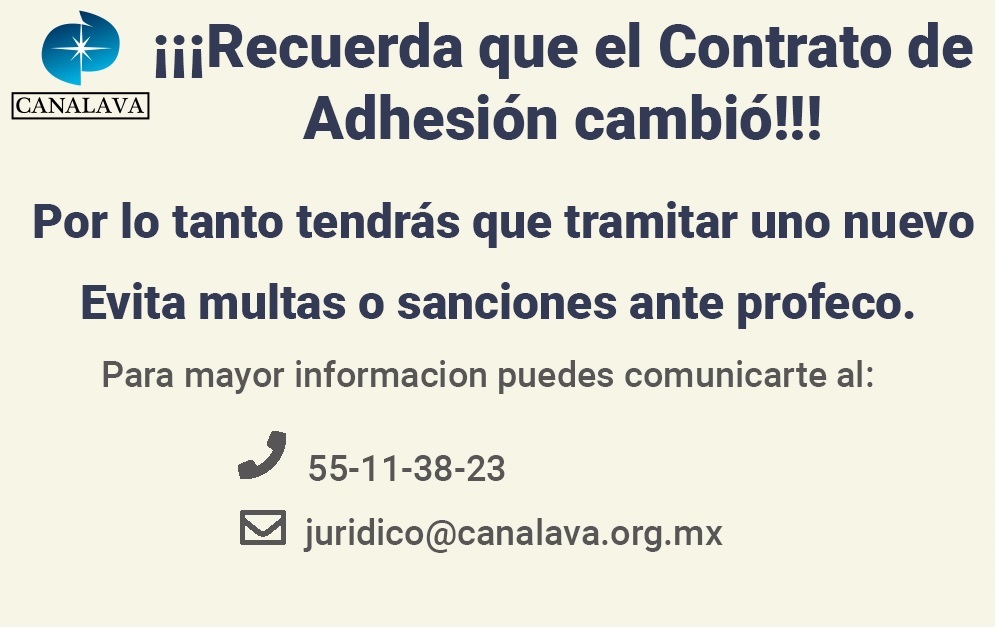 CANALAVA
¡¡¡Recuerda que el Contrato de
Adhesión cambió!!!
Por lo tanto tendrás que tramitar uno nuevo
Evita multas o sanciones ante profeco.
Para mayor informacion puedes comunicarte al:
55-11-38-23
juridico@canalava.org.mx